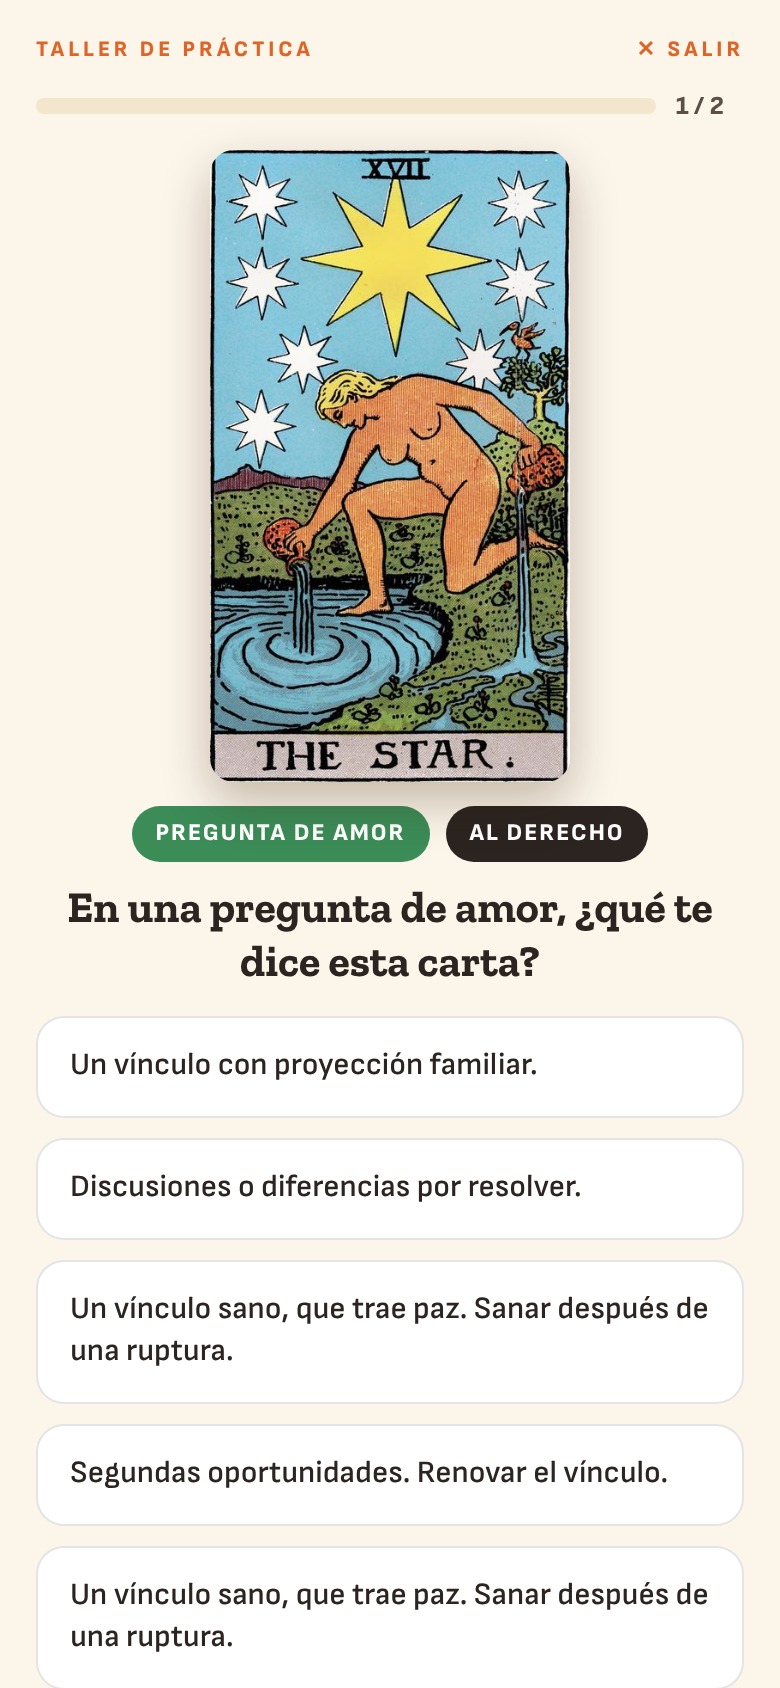 TALLER DE PRÁCTICA
✕ SALIR
1/2
XVII
THE STAR.
PREGUNTA DE AMOR
AL DERECHO
En una pregunta de amor, ¿qué te
dice esta carta?
Un vínculo con proyección familiar.
Discusiones o diferencias por resolver.
Un vínculo sano, que trae paz. Sanar después de
una ruptura.
Segundas oportunidades. Renovar el vínculo.
Un vínculo sano, que trae paz. Sanar después de
una ruptura.